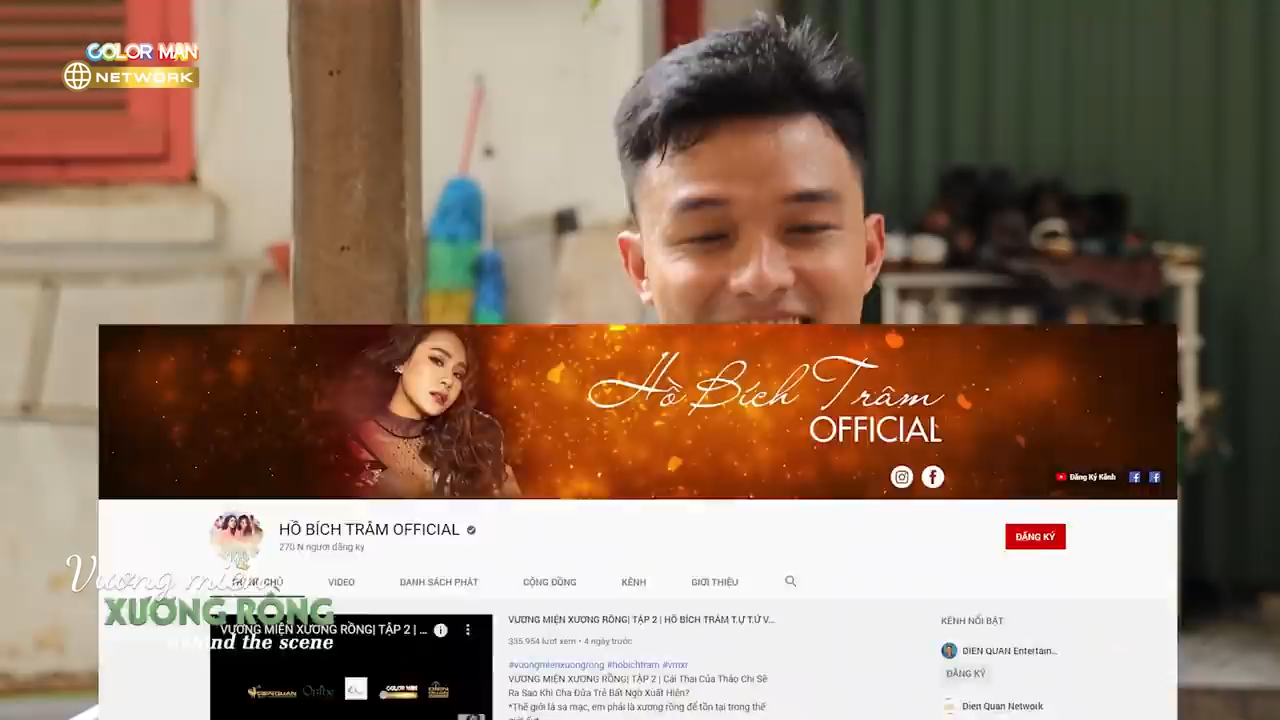 COLOR MAN
NETWORK
Hồ Bích Trâm
OFFICIAL
Đăng Ký Kênh
HỒ BÍCH TRÂM OFFICIAL
270 N người đăng ký
ĐĂNG KÝ
TRANG CHỦ
VIDEO
DANH SÁCH PHÁT
CỘNG ĐỒNG
KÊNH
GIỚI THIỆU
Vương miện
XƯƠNG RỒNG
behind the scene
VƯƠNG MIỆN XƯƠNG RỒNG| TẬP 2 | ...
VƯƠNG MIỆN XƯƠNG RỒNG| TẬP 2 | HỒ BÍCH TRÂM T.Ự T.Ử V...
335.954 lượt xem • 4 ngày trước
#vuongmienxuongrong #hobichtram #vmxr
VƯƠNG MIỆN XƯƠNG RỒNG| TẬP 2 | Cái Thai Của Thảo Chi Sẽ
Ra Sao Khi Cha Đứa Trẻ Bất Ngờ Xuất Hiện?
"Thế giới là sa mạc, em phải là xương rồng để tồn tại trong thế
KÊNH NỔI BẬT
DIEN QUAN Entertain...
ĐĂNG KÝ
Dien Quan Network
DIENQUAN
COLOR MAN